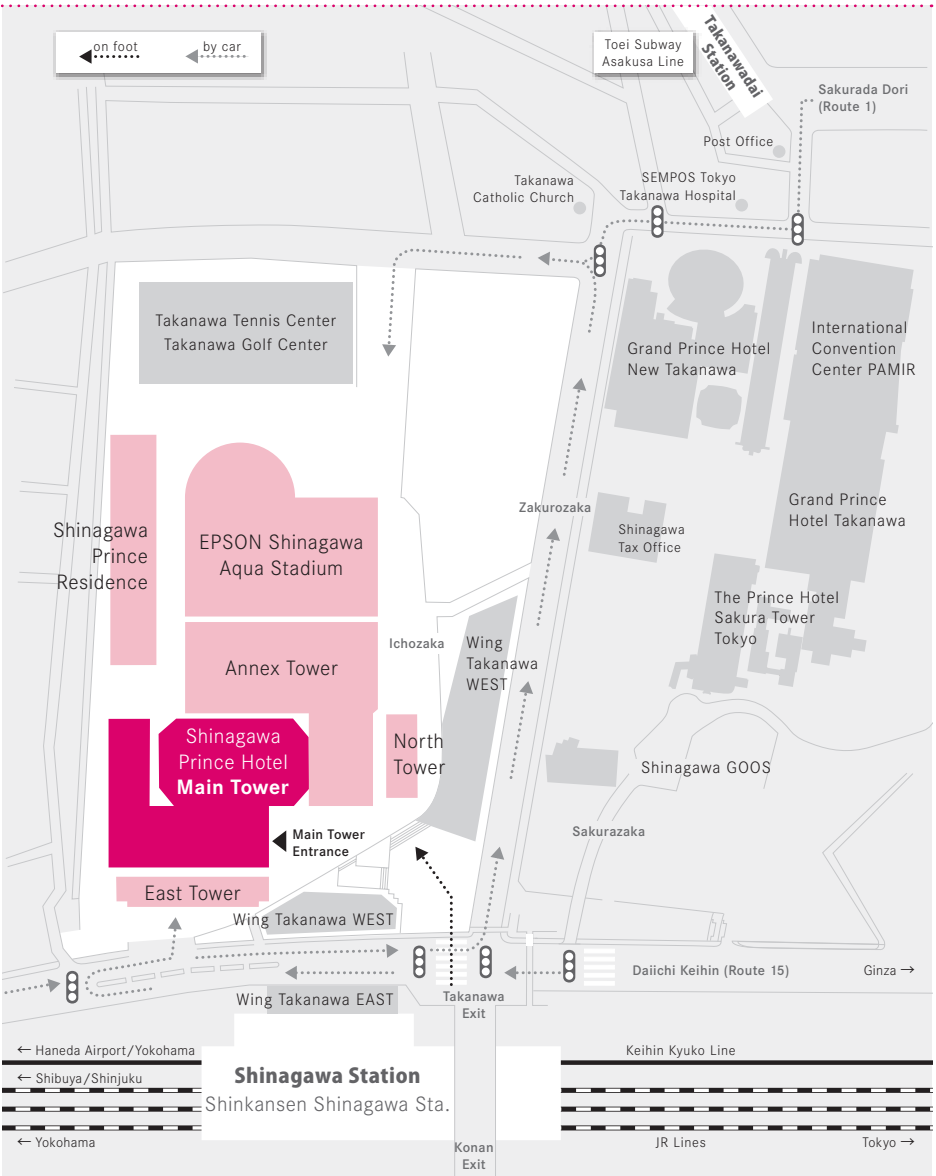 on foot
by car
Toei Subway
Asakusa Line
Takanawadai
Station
Sakurada Dori
(Route 1)
Post Office
Takanawa
Catholic Church
SEMPOS Tokyo
Takanawa Hospital
Takanawa Tennis Center
Takanawa Golf Center
Grand Prince Hotel
New Takanawa
International
Convention
Center PAMIR
Shinagawa
Prince
Residence
EPSON Shinagawa
Aqua Stadium
Zakurozaka
Shinagawa
Tax Office
Grand Prince
Hotel Takanawa
The Prince Hotel
Sakura Tower
Tokyo
Annex Tower
Ichozaka
Wing
Takanawa
WEST
Shinagawa
Prince Hotel
Main Tower
North
Tower
Shinagawa GOOS
Main Tower
Entrance
Sakurazaka
East Tower
Wing Takanawa WEST
Daiichi Keihin (Route 15)
Ginza →
Wing Takanawa EAST
Takanawa
Exit
← Haneda Airport/Yokohama
Keihin Kyuko Line
← Shibuya/Shinjuku
Shinagawa Station
Shinkansen Shinagawa Sta.
← Yokohama
Konan
Exit
JR Lines
Tokyo →